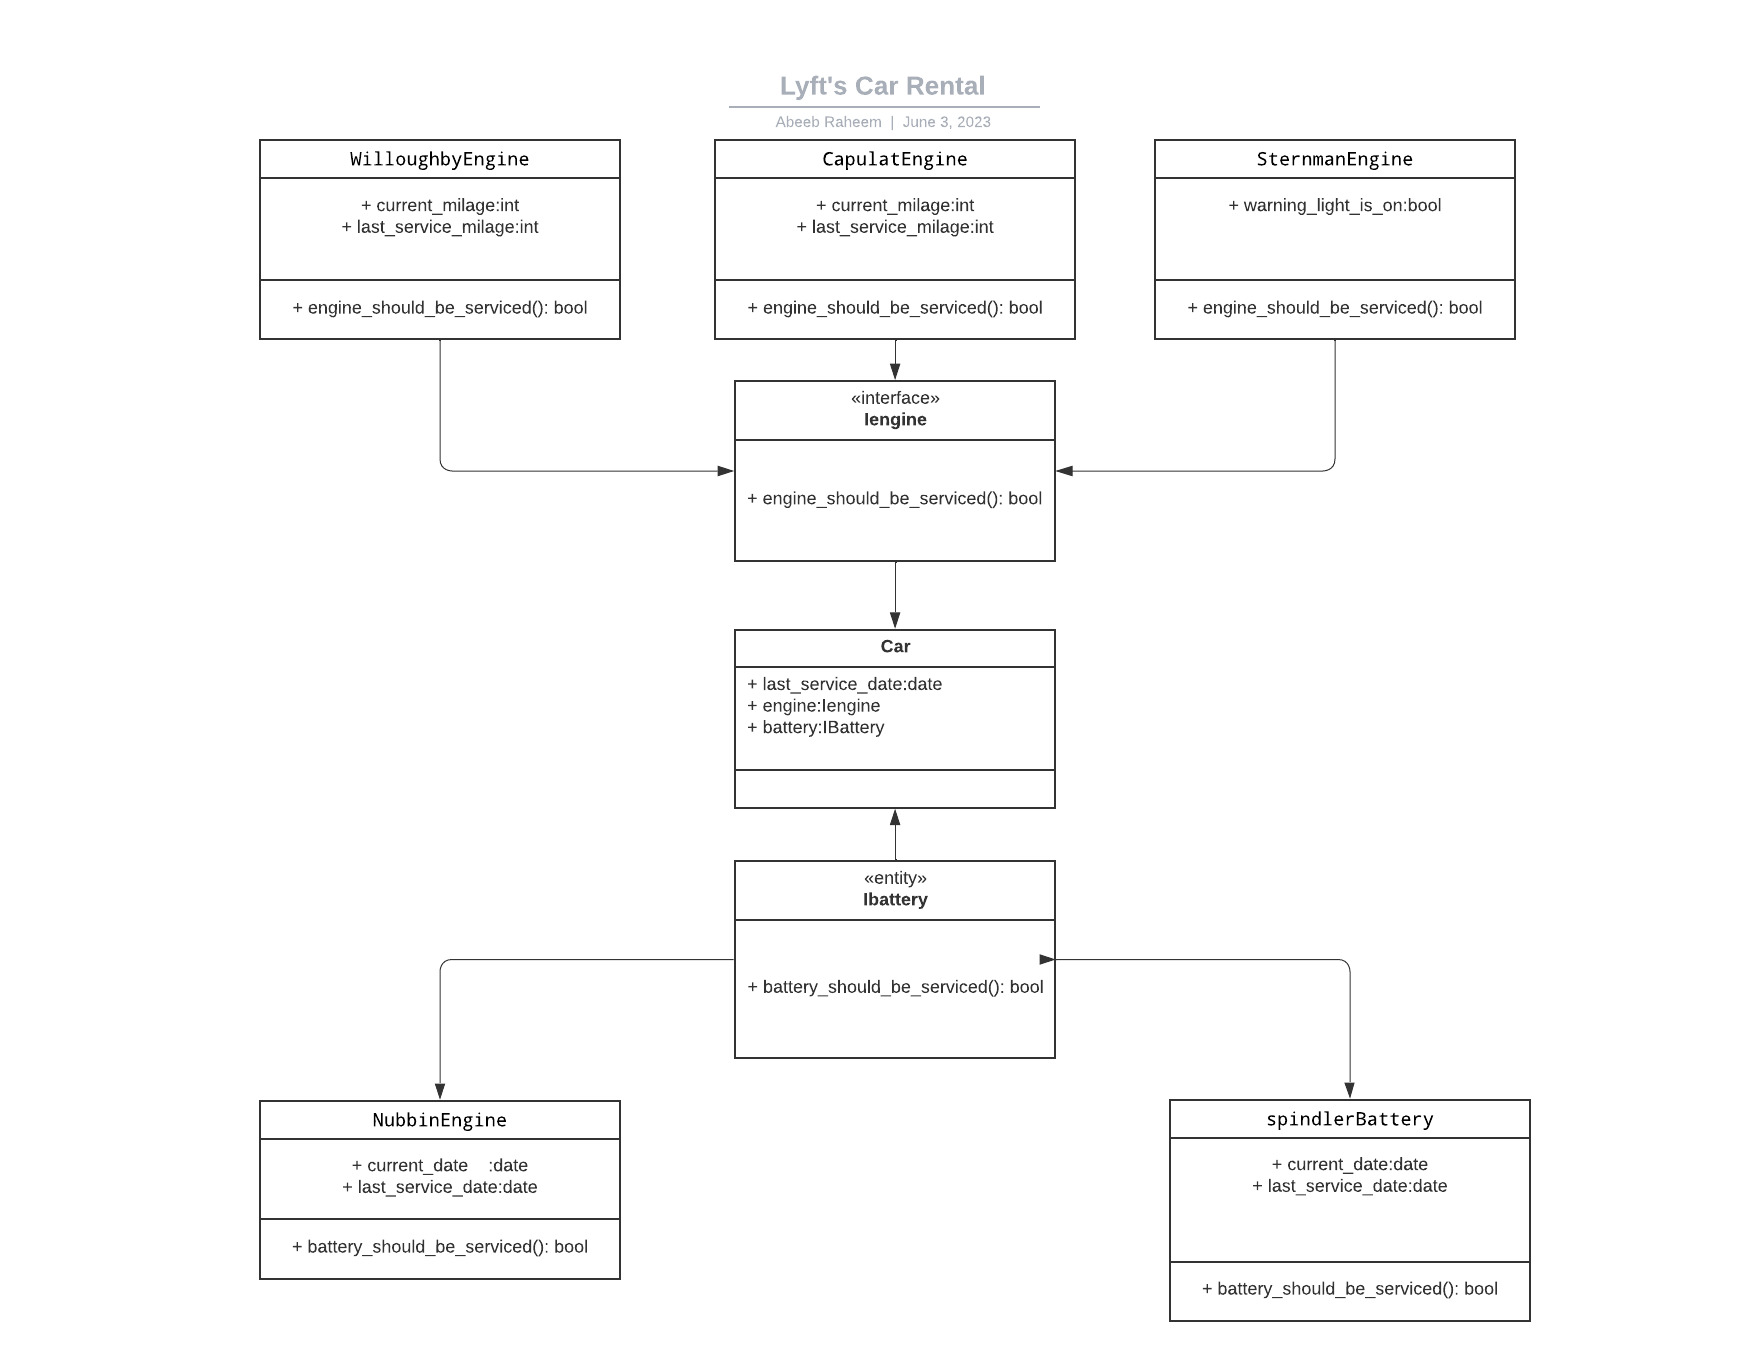 Lyft's Car Rental
Abeeb Raheem | June 3, 2023
WilloughbyEngine
+ current_milage:int
+ last_service_milage:int
+ engine_should_be_serviced(): bool
CapulatEngine
+ current_milage:int
+ last_service_milage:int
+ engine_should_be_serviced(): bool
SternmanEngine
+ warning_light_is_on:bool
+ engine_should_be_serviced(): bool
«interface»
Iengine
+ engine_should_be_serviced(): bool
Car
+ last_service_date:date
+ engine:Iengine
+ battery:IBattery
«entity»
Ibattery
+ battery_should_be_serviced(): bool
NubbinEngine
+ current_date :date
+ last_service_date:date
+ battery_should_be_serviced(): bool
spindlerBattery
+ current_date:date
+ last_service_date:date
+ battery_should_be_serviced(): bool